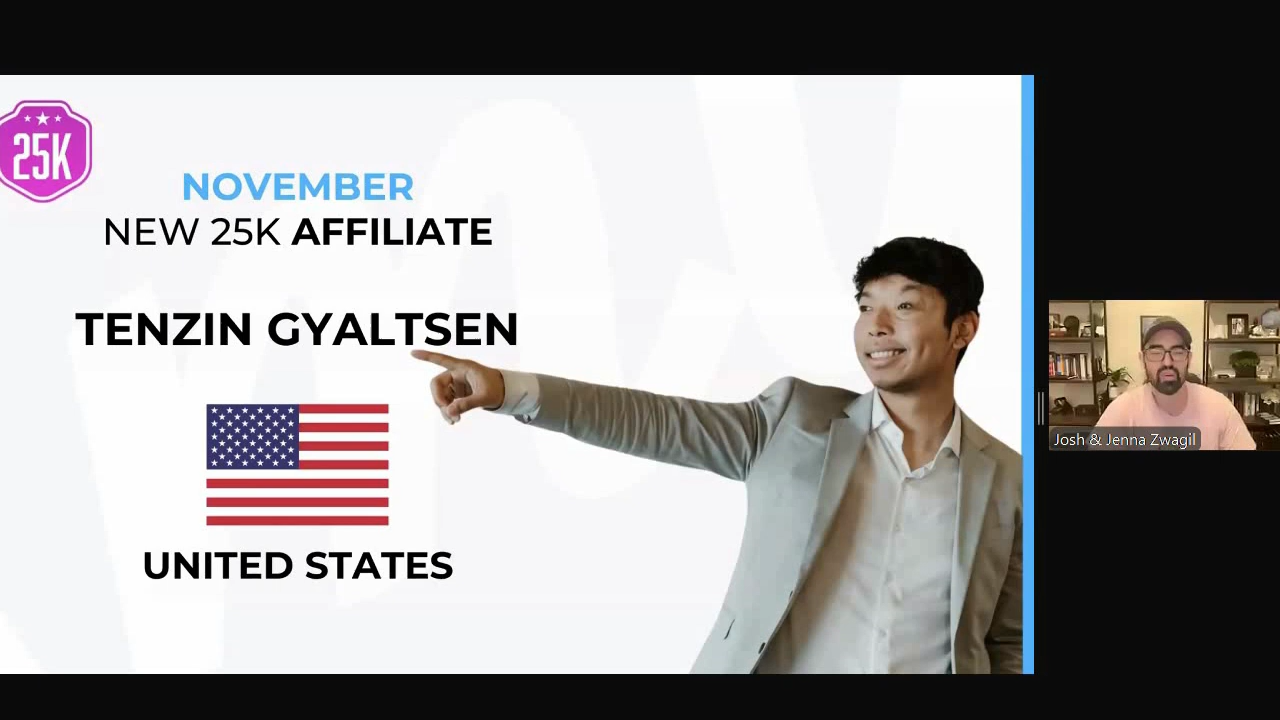 25K
NOVEMBER
NEW 25K AFFILIATE
TENZIN GYALTSEN
UNITED STATES
Josh & Jenna Zwagil